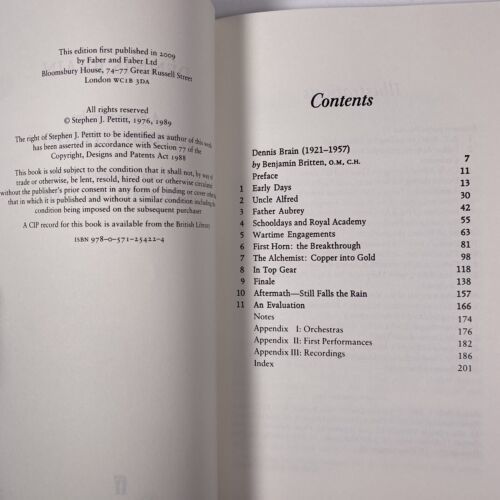 This edition first published in 2009
by Faber and Faber Ltd
Bloomsbury House, 74–77 Great Russell Street
London WC1B 3DA
All rights reserved
© Stephen J. Pettitt, 1976, 1989
The right of Stephen J. Pettitt to be identified as author of this work
has been asserted in accordance with Section 77 of the
Copyright, Designs and Patents Act 1988
This book is sold subject to the condition that it shall not, by way of
trade or otherwise, be lent, resold, hired out or otherwise circulated
without the publisher's prior consent in any form of binding or cover other than
that in which it is published and without a similar condition including this
condition being imposed on the subsequent purchaser
A CIP record for this book is available from the British Library
ISBN 978-0-571-25422-4
Contents
Dennis Brain (1921–1957)
by Benjamin Britten, O.M, C.H. 7
Preface 11
1 Early Days 13
2 Uncle Alfred 30
3 Father Aubrey 42
4 Schooldays and Royal Academy 55
5 Wartime Engagements 63
6 First Horn: the Breakthrough 81
7 The Alchemist: Copper into Gold 98
8 In Top Gear 118
9 Finale 138
10 Aftermath—Still Falls the Rain 157
11 An Evaluation 166
Notes 174
Appendix I: Orchestras 176
Appendix II: First Performances 182
Appendix III: Recordings 186
Index 201